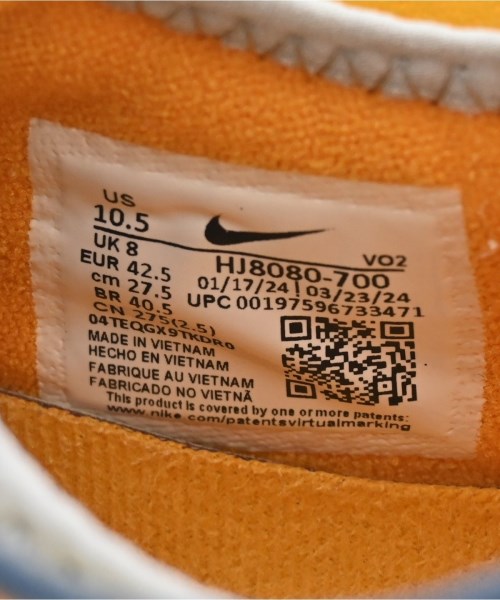 US
10.5
UK 8
EUR 42.5
cm 27.5
BR 40.5
CN 275(2.5)
04TEQGX9TKDR0
MADE IN VIETNAM
HECHO EN VIETNAM
FABRIQUE AU VIETNAM
FABRICADO NO VIETNÃ
This product is covered by one or more patents:
www.nike.com/patentsvirtualmarking
VO2
HJ8080-700
01/17/24 | 03/23/24
UPC 00197596733471